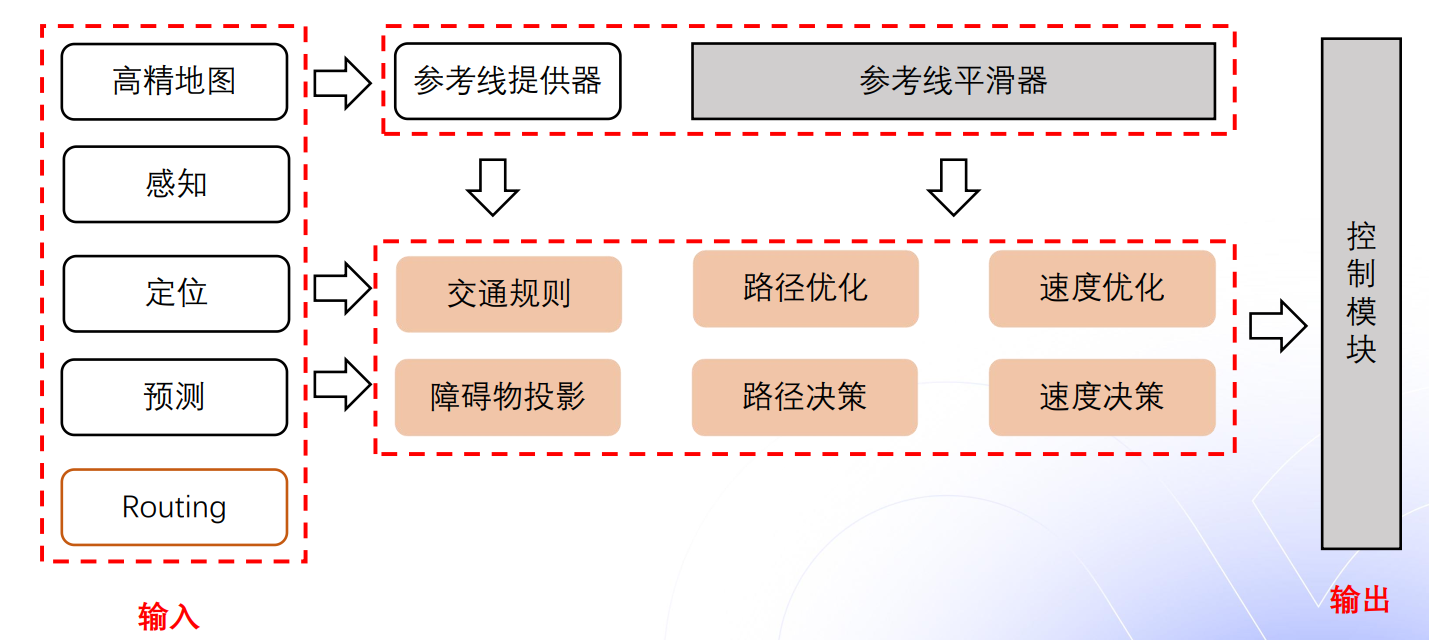 高精地图
参考线提供器
参考线平滑器
感知
定位
交通规则
路径优化
速度优化
预测
障碍物投影
路径决策
速度决策
Routing
控
制
模
块
输入
输出